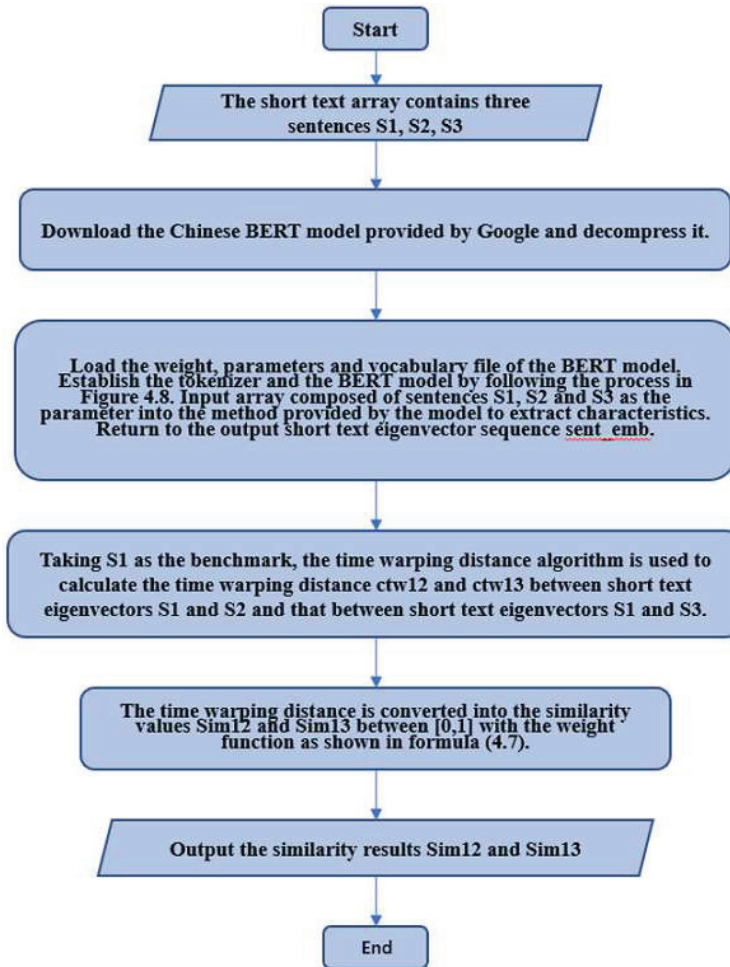 Start
The short text array contains three
sentences S1, S2, S3
Download the Chinese BERT model provided by Google and decompress it.
Load the weight, parameters and vocabulary file of the BERT model.
Establish the tokenizer and the BERT model by following the process in
Figure 4.8. Input array composed of sentences S1, S2 and S3 as the
parameter into the method provided by the model to extract characteristics.
Return to the output short text eigenvector sequence sent_emb.
Taking S1 as the benchmark, the time warping distance algorithm is used to
calculate the time warping distance ctw12 and ctw13 between short text
eigenvectors S1 and S2 and that between short text eigenvectors S1 and S3.
The time warping distance is converted into the similarity
values Sim12 and Sim13 between [0,1] with the weight
function as shown in formula (4.7).
Output the similarity results Sim12 and Sim13
End